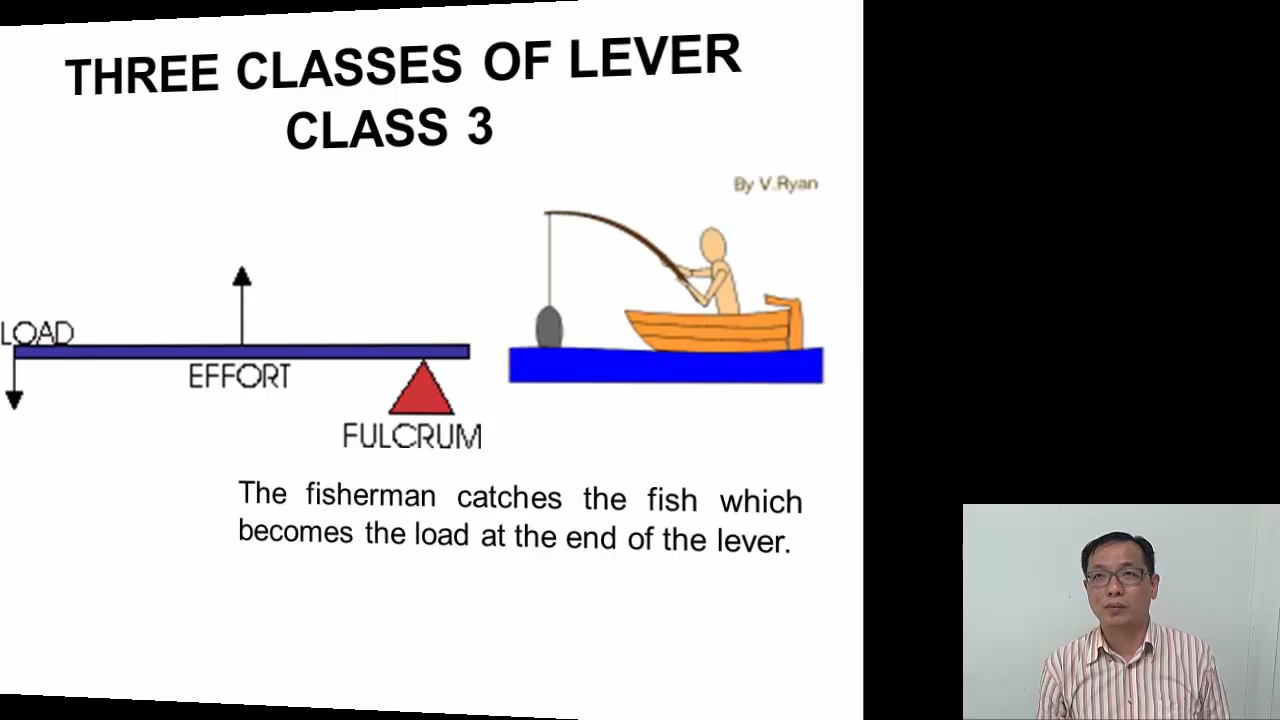 THREE CLASSES OF LEVER
CLASS 3
By V.Ryan
LOAD
EFFORT
FULCRUM
The fisherman catches the fish which
becomes the load at the end of the lever.